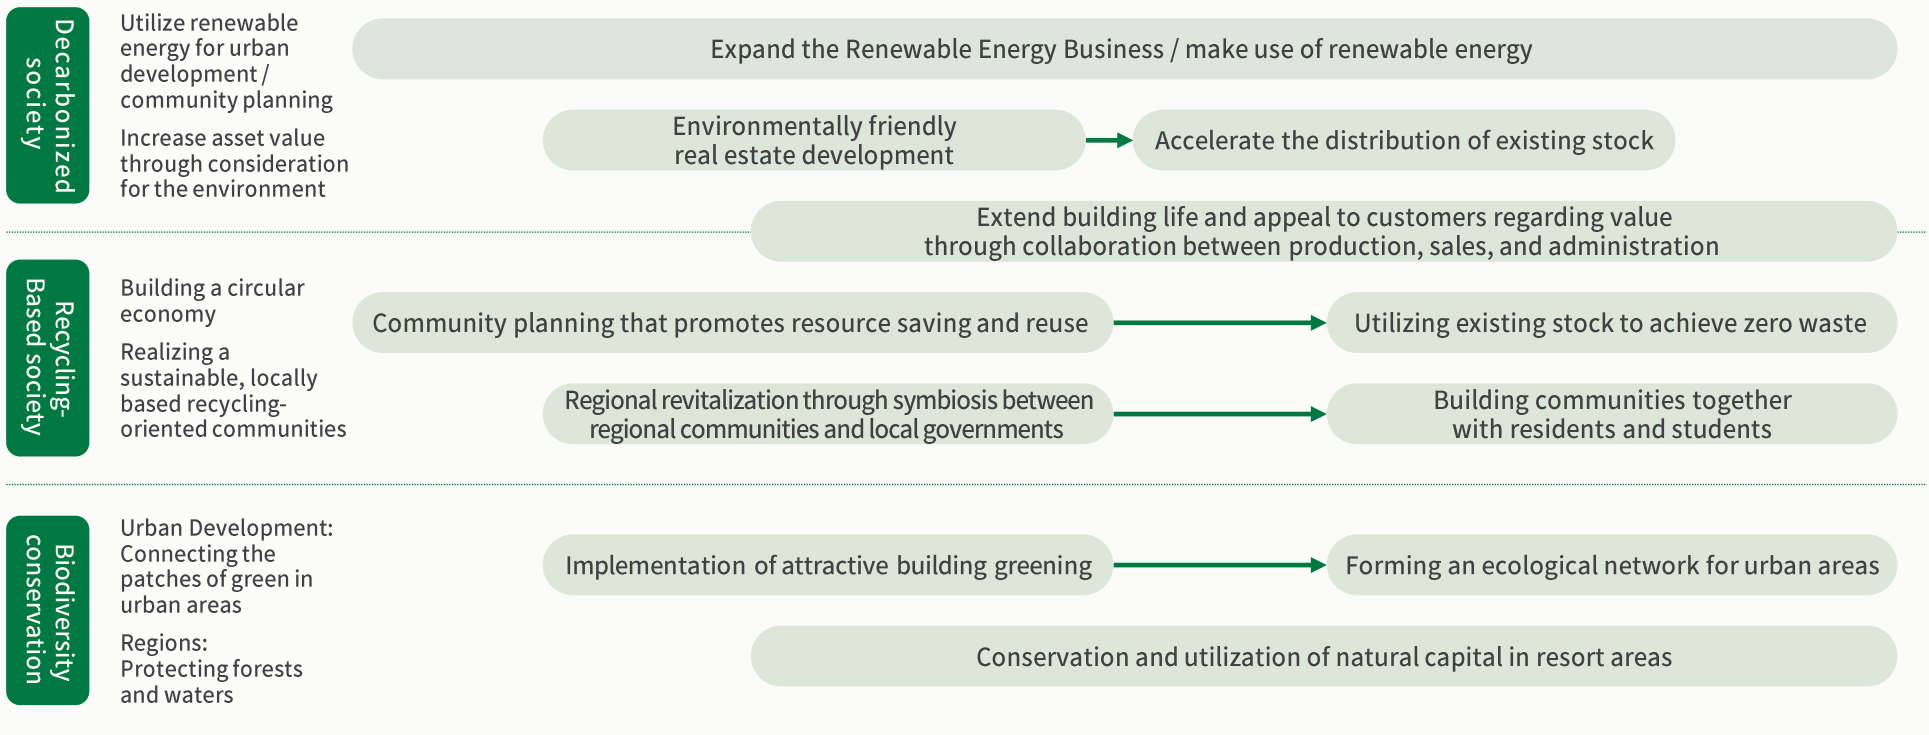 Decarbonized
society
Utilize renewable
energy for urban
development /
community planning
Increase asset value
through consideration
for the environment
Expand the Renewable Energy Business / make use of renewable energy
Environmentally friendly
real estate development
Accelerate the distribution of existing stock
Extend building life and appeal to customers regarding value
through collaboration between production, sales, and administration
Recycling-
Based society
Building a circular
economy
Realizing a
sustainable, locally
based recycling-
oriented communities
Community planning that promotes resource saving and reuse
Utilizing existing stock to achieve zero waste
Regional revitalization through symbiosis between
regional communities and local governments
Building communities together
with residents and students
Biodiversity
conservation
Urban Development:
Connecting the
patches of green in
urban areas
Regions:
Protecting forests
and waters
Implementation of attractive building greening
Forming an ecological network for urban areas
Conservation and utilization of natural capital in resort areas